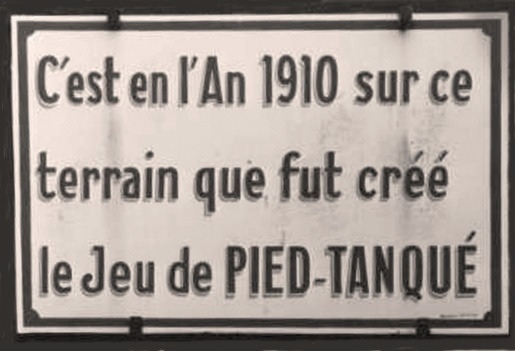 C'est en l'An 1910 sur ce
terrain que fut créé
le Jeu de PIED-TANQUÉ